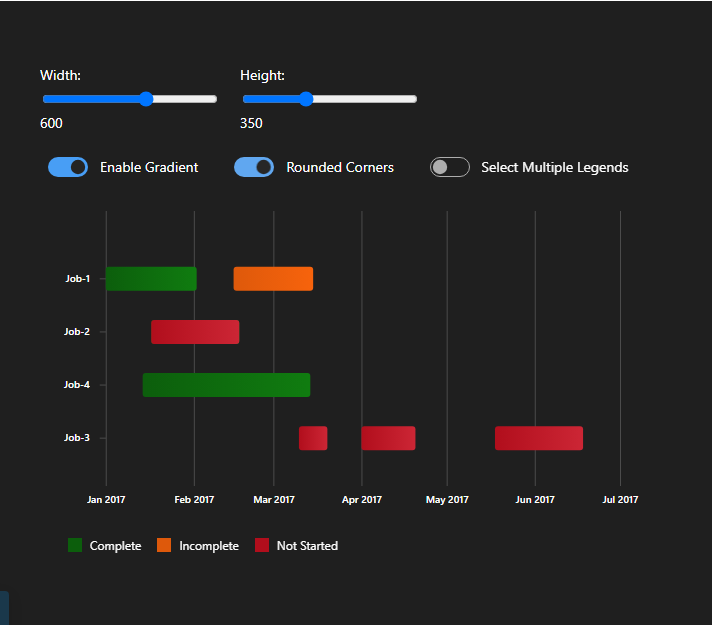 Width: Height:
600 350
Enable Gradient Rounded Corners Select Multiple Legends
Job-1
Job-2
Job-4
Job-3
Jan 2017 Feb 2017 Mar 2017 Apr 2017 May 2017 Jun 2017 Jul 2017
Complete Incomplete Not Started